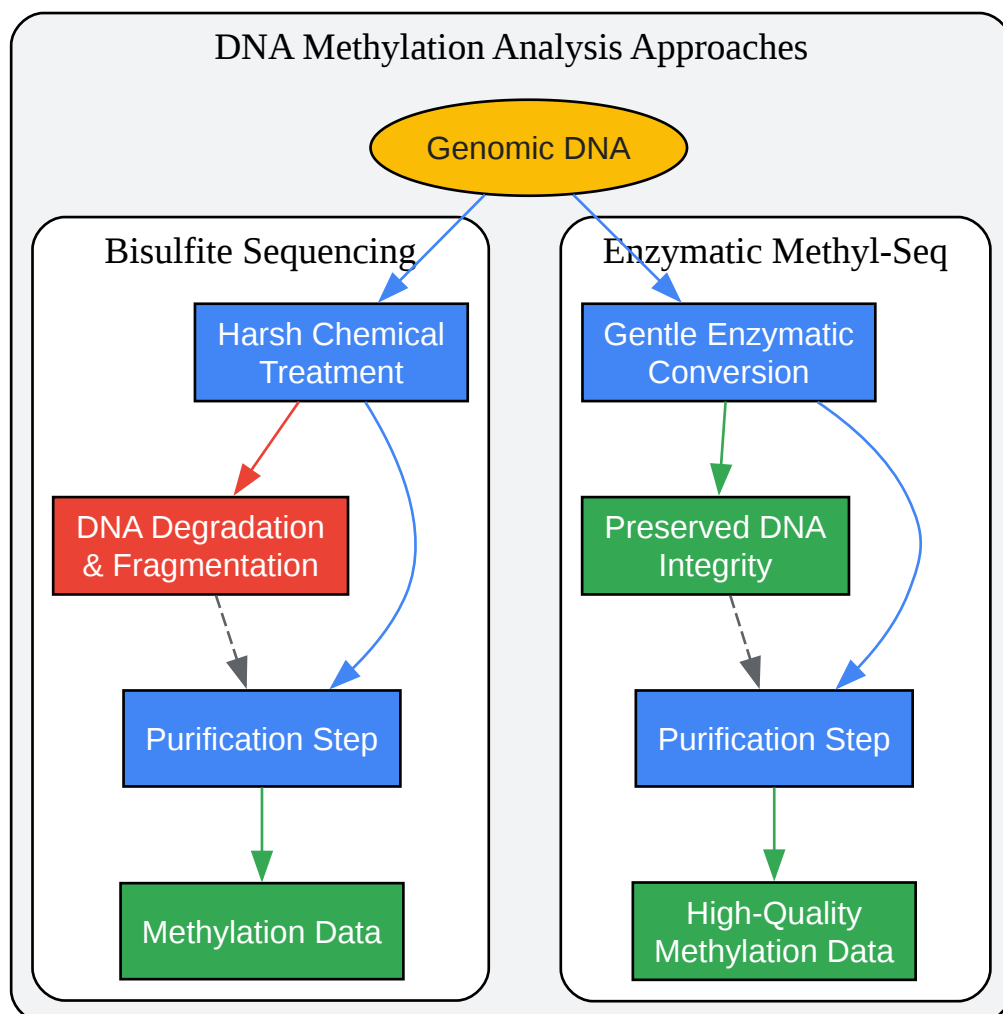 DNA Methylation Analysis Approaches
Genomic DNA
Bisulfite Sequencing
Harsh Chemical
Treatment
DNA Degradation
& Fragmentation
Purification Step
Methylation Data
Enzymatic Methyl-Seq
Gentle Enzymatic
Conversion
Preserved DNA
Integrity
Purification Step
High-Quality
Methylation Data